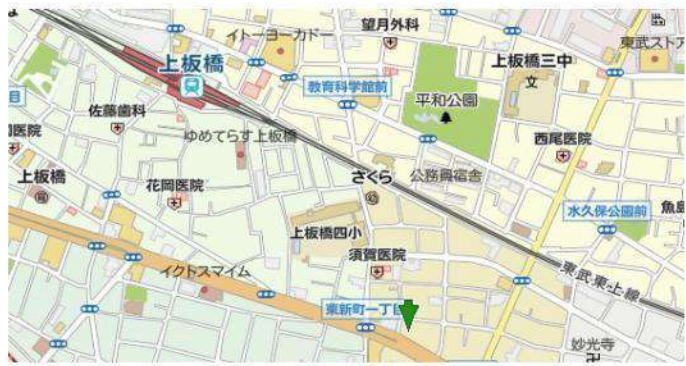 イトーヨーカドー
望月外科
東武ストア
上板橋
上板橋三中
文
教育科学館前
平和公園
佐藤歯科
医院
ゆめてらす上板橋
西尾医院
上板橋
花岡医院
さくら
公務員宿舎
水久保公園前
魚島
上板橋四小
須賀医院
イクトスマイム
東武東上線
東新町一丁目
妙光寺
卍